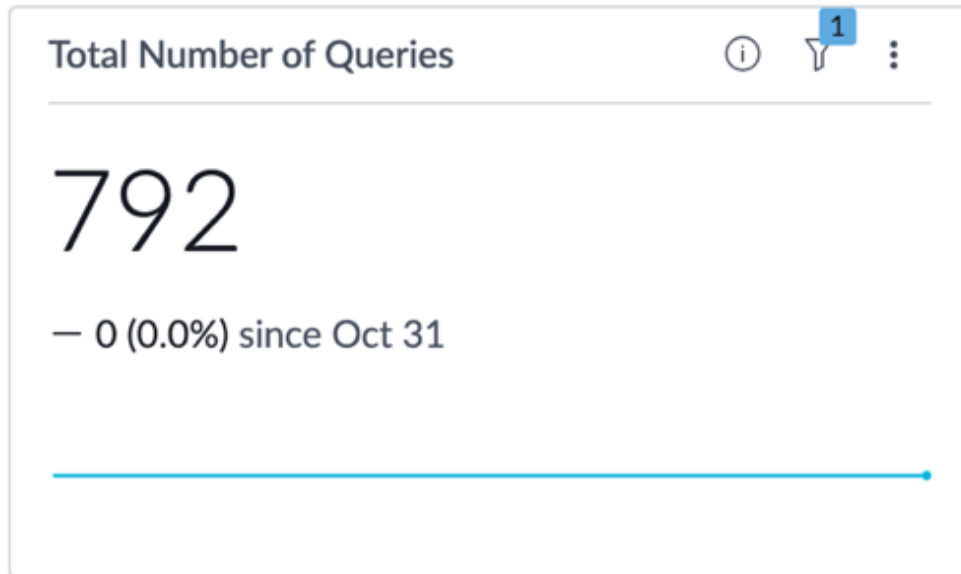 Total Number of Queries
1
792
— 0 (0.0%) since Oct 31